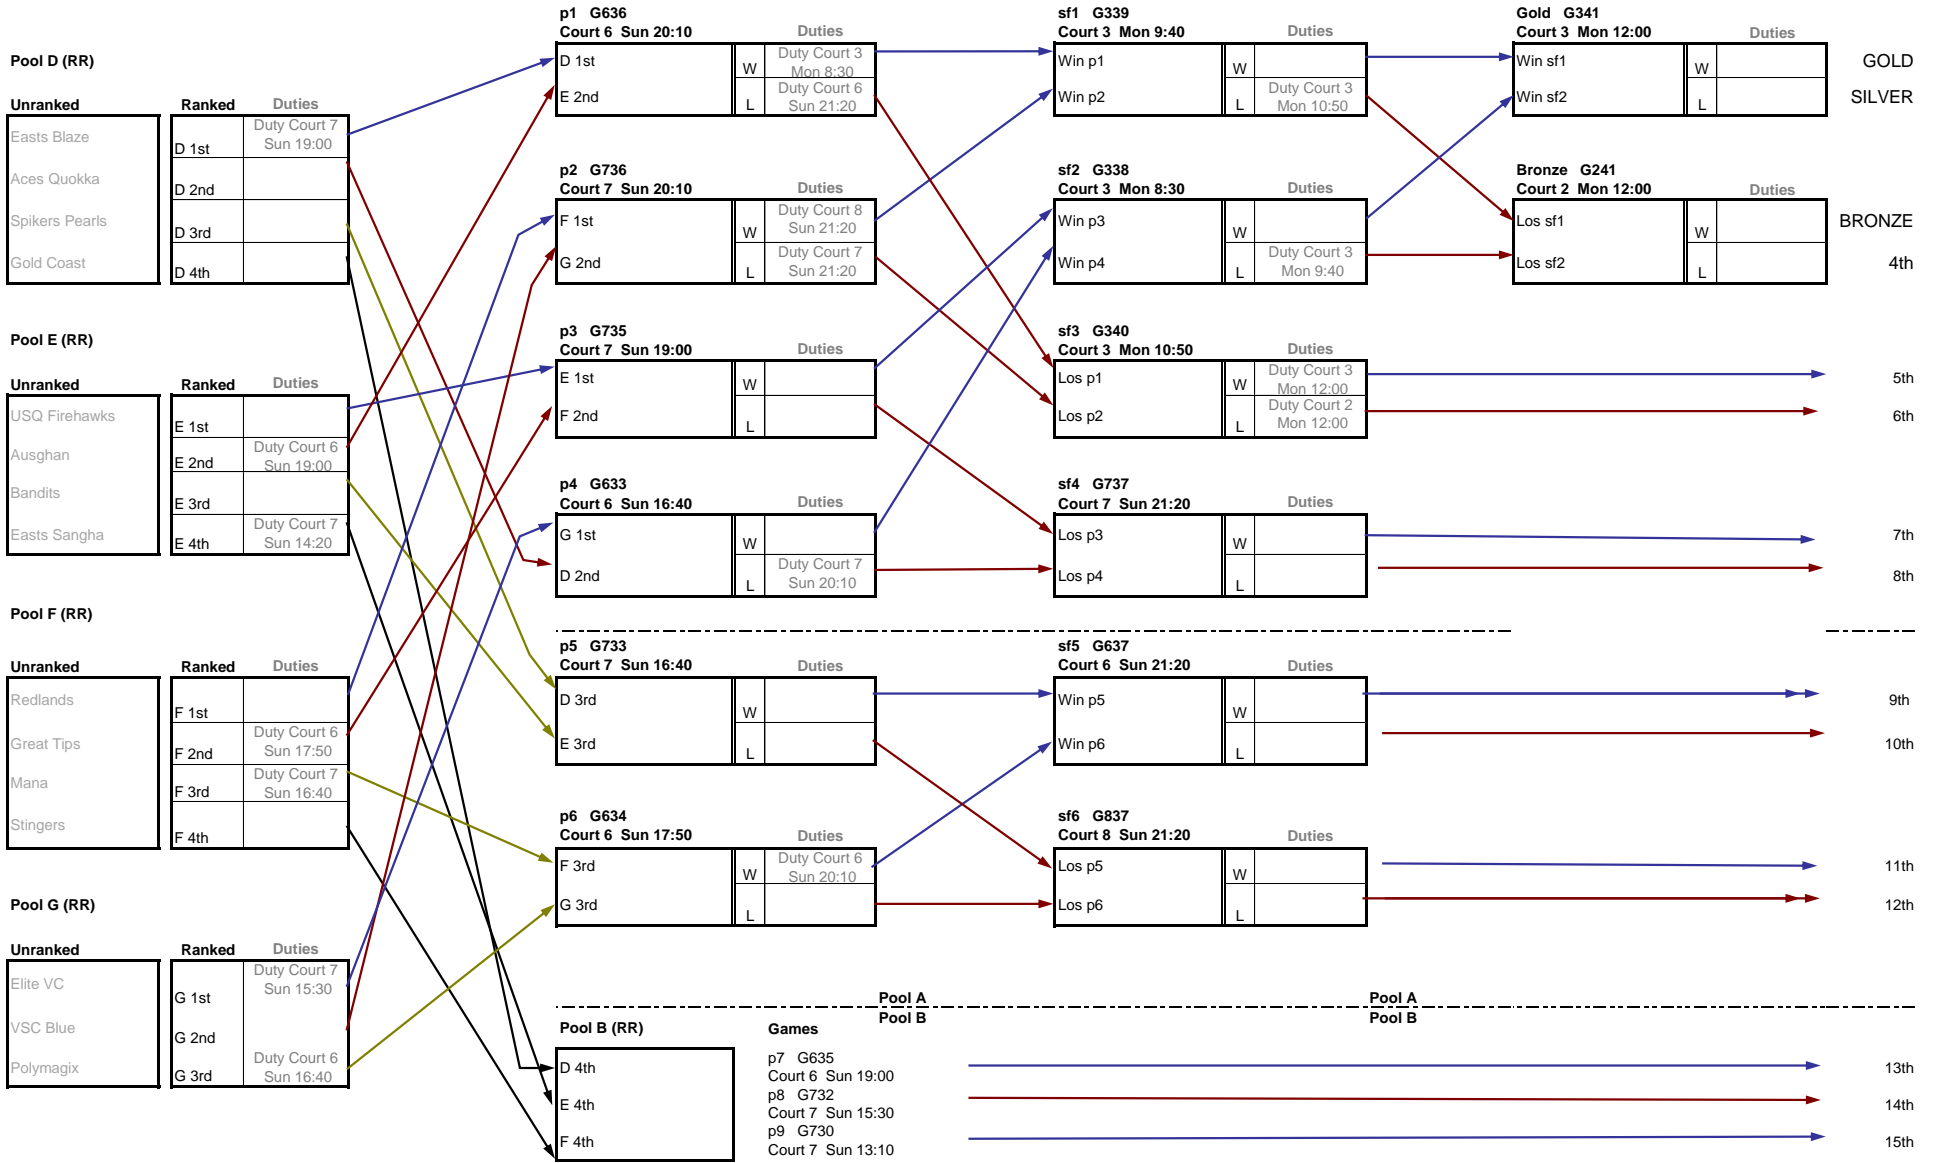 Pool D (RR)
Unranked
Ranked
Duties
Easts Blaze
Aces Quokka
Spikers Pearls
Gold Coast
D 1st
Duty Court 7
Sun 19:00
D 2nd
D 3rd
D 4th
Pool E (RR)
Unranked
Ranked
Duties
USQ Firehawks
Ausghan
Bandits
Easts Sangha
E 1st
E 2nd
Duty Court 6
Sun 19:00
E 3rd
E 4th
Duty Court 7
Sun 14:20
Pool F (RR)
Unranked
Ranked
Duties
Redlands
Great Tips
Mana
Stingers
F 1st
F 2nd
Duty Court 6
Sun 17:50
F 3rd
Duty Court 7
Sun 16:40
F 4th
Pool G (RR)
Unranked
Ranked
Duties
Elite VC
VSC Blue
Polymagix
G 1st
Duty Court 7
Sun 15:30
G 2nd
G 3rd
Duty Court 6
Sun 16:40
p1 G636
Court 6 Sun 20:10
Duties
D 1st
E 2nd
W
Duty Court 3
Mon 8:30
L
Duty Court 6
Sun 21:20
p2 G736
Court 7 Sun 20:10
Duties
F 1st
G 2nd
W
Duty Court 8
Sun 21:20
L
Duty Court 7
Sun 21:20
p3 G735
Court 7 Sun 19:00
Duties
E 1st
F 2nd
W
L
p4 G633
Court 6 Sun 16:40
Duties
G 1st
D 2nd
W
L
Duty Court 7
Sun 20:10
p5 G733
Court 7 Sun 16:40
Duties
D 3rd
E 3rd
W
L
p6 G634
Court 6 Sun 17:50
Duties
F 3rd
G 3rd
W
Duty Court 6
Sun 20:10
L
sf1 G339
Court 3 Mon 9:40
Duties
Win p1
Win p2
W
L
Duty Court 3
Mon 10:50
sf2 G338
Court 3 Mon 8:30
Duties
Win p3
Win p4
W
L
Duty Court 3
Mon 9:40
sf3 G340
Court 3 Mon 10:50
Duties
Los p1
Los p2
W
Duty Court 3
Mon 12:00
L
Duty Court 2
Mon 12:00
sf4 G737
Court 7 Sun 21:20
Duties
Los p3
Los p4
W
L
sf5 G637
Court 6 Sun 21:20
Duties
Win p5
Win p6
W
L
sf6 G837
Court 8 Sun 21:20
Duties
Los p5
Los p6
W
L
Gold G341
Court 3 Mon 12:00
Duties
Win sf1
Win sf2
W
L
Bronze G241
Court 2 Mon 12:00
Duties
Los sf1
Los sf2
W
L
GOLD
SILVER
BRONZE
4th
5th
6th
7th
8th
9th
10th
11th
12th
Pool A
Pool B
Pool A
Pool B
Pool B (RR)
D 4th
E 4th
F 4th
Games
p7 G635
Court 6 Sun 19:00
p8 G732
Court 7 Sun 15:30
p9 G730
Court 7 Sun 13:10
13th
14th
15th